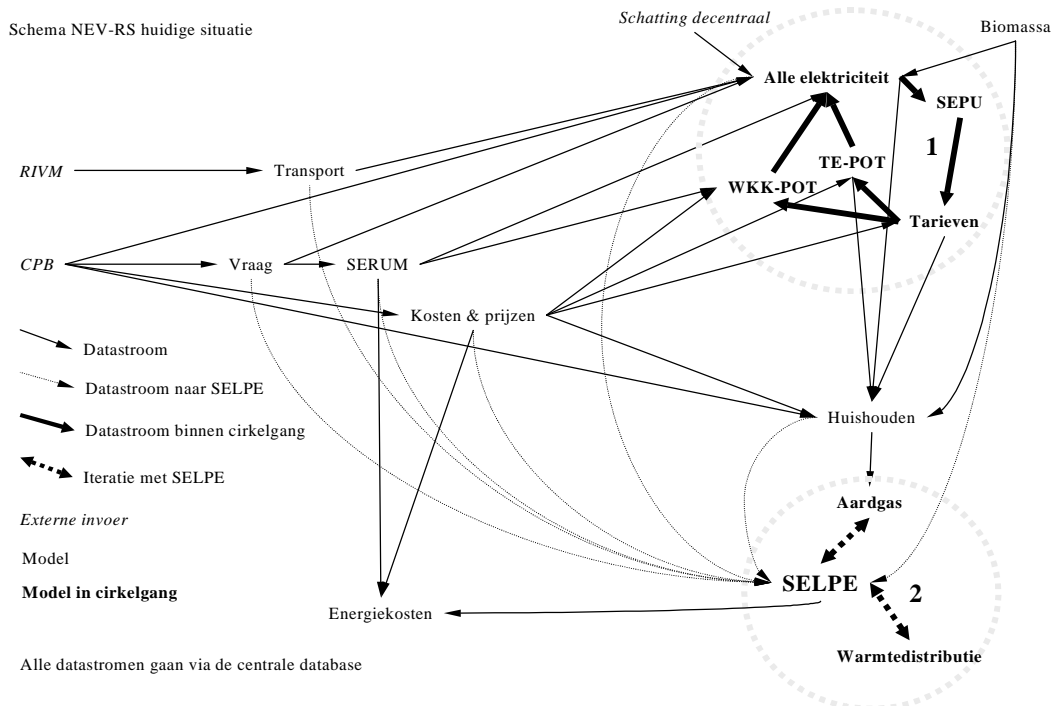 Schema NEV-RS huidige situatie
Schatting decentraal
Biomassa
Alle elektriciteit
SEPU
1
RIVM
Transport
TE-POT
WKK-POT
Tarieven
CPB
Vraag
SERUM
Kosten & prijzen
Datastroom
Datastroom naar SELPE
Datastroom binnen cirkelgang
Iteratie met SELPE
Huishouden
Aardgas
Externe invoer
Model
Model in cirkelgang
SELPE
2
Energiekosten
Warmtedistributie
Alle datastromen gaan via de centrale database